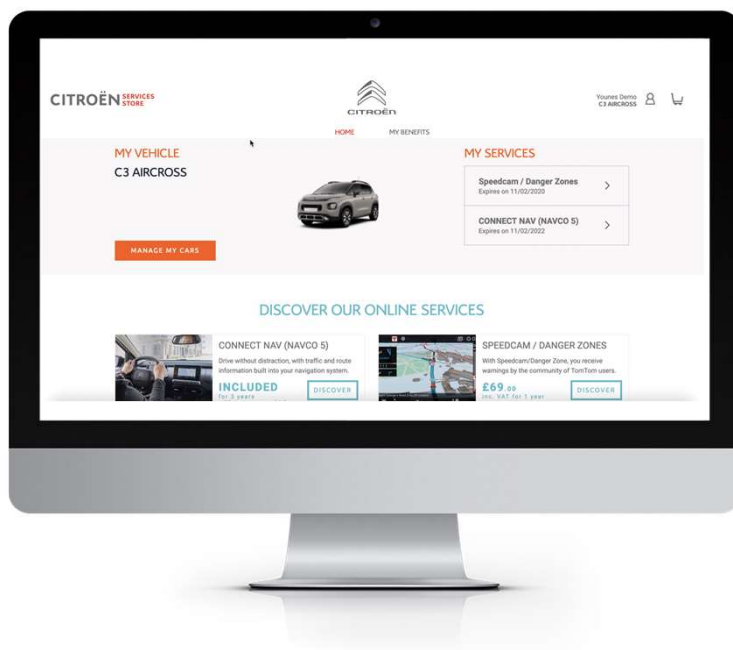 CITROËN SERVICES
STORE
CITROËN
Younes Demo
C3 AIRCROSS
HOME MY BENEFITS
MY VEHICLE
C3 AIRCROSS
MANAGE MY CARS
MY SERVICES
Speedcam / Danger Zones
Expires on 11/02/2020
CONNECT NAV (NAVCO 5)
Expires on 11/02/2022
DISCOVER OUR ONLINE SERVICES
CONNECT NAV (NAVCO 5)
Drive without distraction, with traffic and route
information built into your navigation system.
INCLUDED
for 3 years
DISCOVER
SPEEDCAM / DANGER ZONES
With Speedcam/Danger Zone, you receive
warnings by the community of TomTom users.
£69.00
inc. VAT for 1 year
DISCOVER